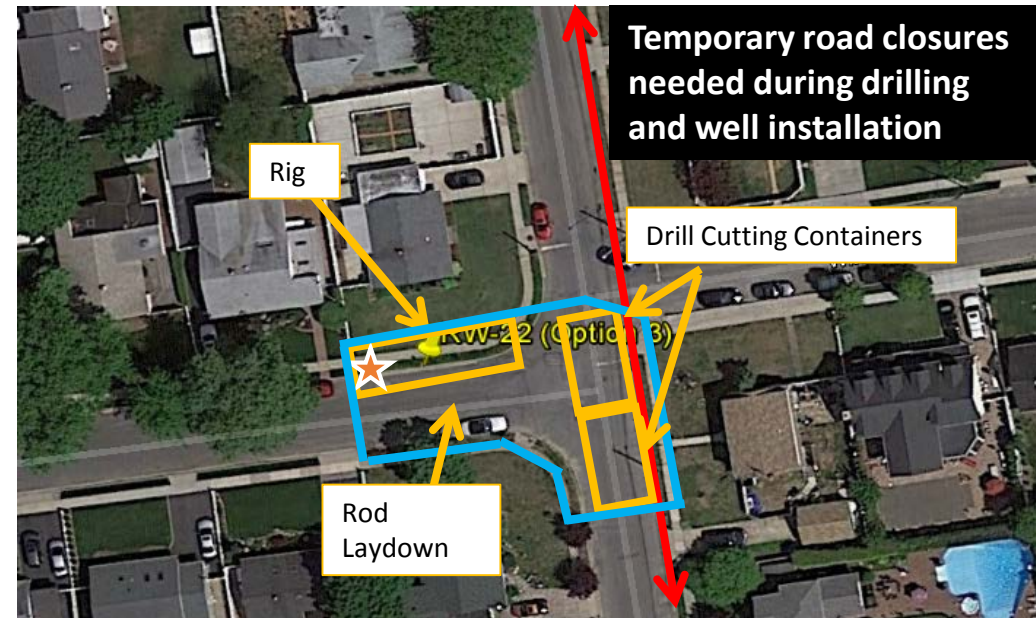 Temporary road closures
needed during drilling
and well installation
Rig
Drill Cutting Containers
RW-22 (Option 3)
Rod
Laydown